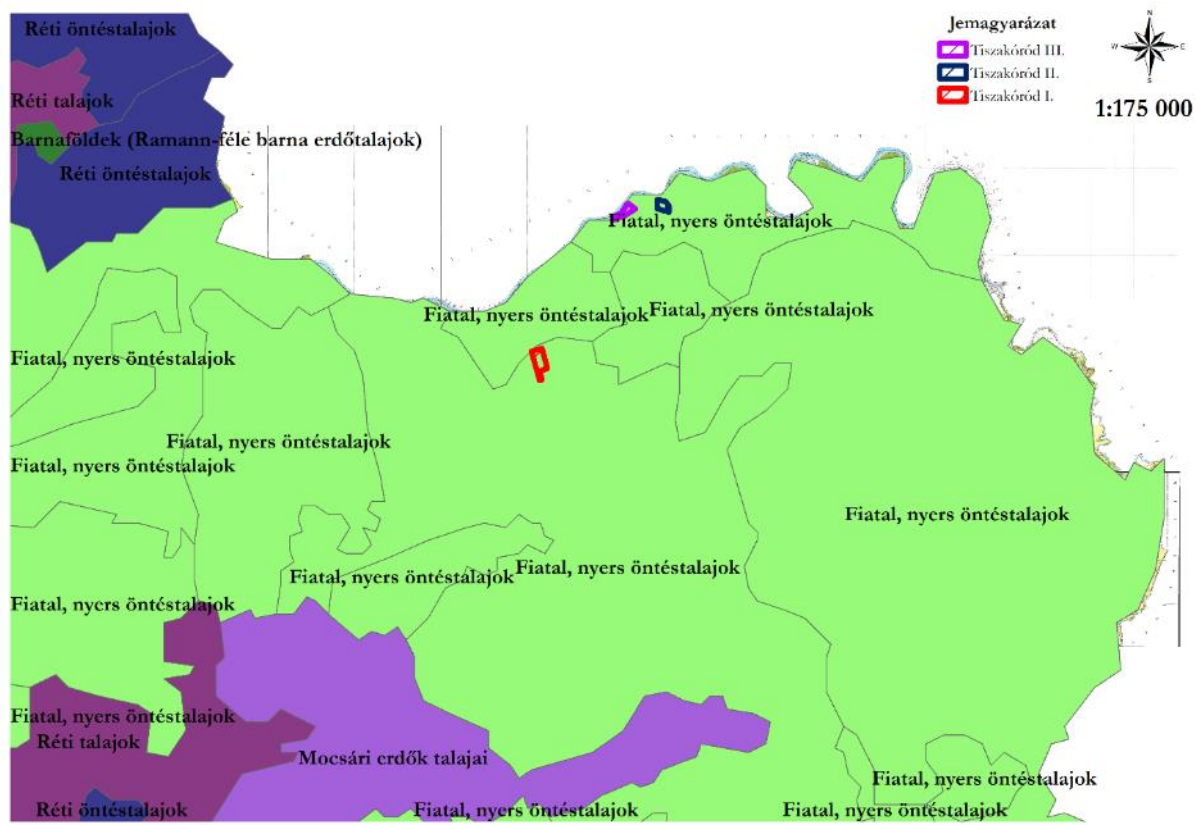 Réti öntéstalajok
Jemagyarázat
Tiszakóród III.
Tiszakóród II.
Tiszakóród I.
N
W
E
S
1:175 000
Réti talajok
Barnaföldek (Ramann-féle barna erdőtalajok)
Réti öntéstalajok
Fiatal, nyers öntéstalajok
Fiatal, nyers öntéstalajok
Fiatal, nyers öntéstalajok
Fiatal, nyers öntéstalajok
Fiatal, nyers öntéstalajok
Fiatal, nyers öntéstalajok
Fiatal, nyers öntéstalajok
Fiatal, nyers öntéstalajok
Fiatal, nyers öntéstalajok
Fiatal, nyers öntéstalajok
Fiatal, nyers öntéstalajok
Fiatal, nyers öntéstalajok
Réti talajok
Mocsári erdők talajai
Fiatal, nyers öntéstalajok
Réti öntéstalajok
Fiatal, nyers öntéstalajok
Fiatal, nyers öntéstalajok